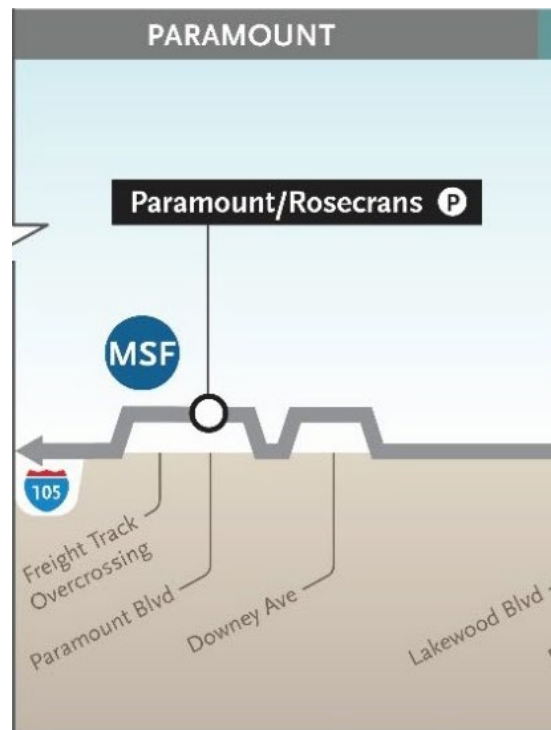 PARAMOUNT
Paramount/Rosecrans P
MSF
105
Freight Track
Overcrossing
Paramount Blvd
Downey Ave
Lakewood Blvd